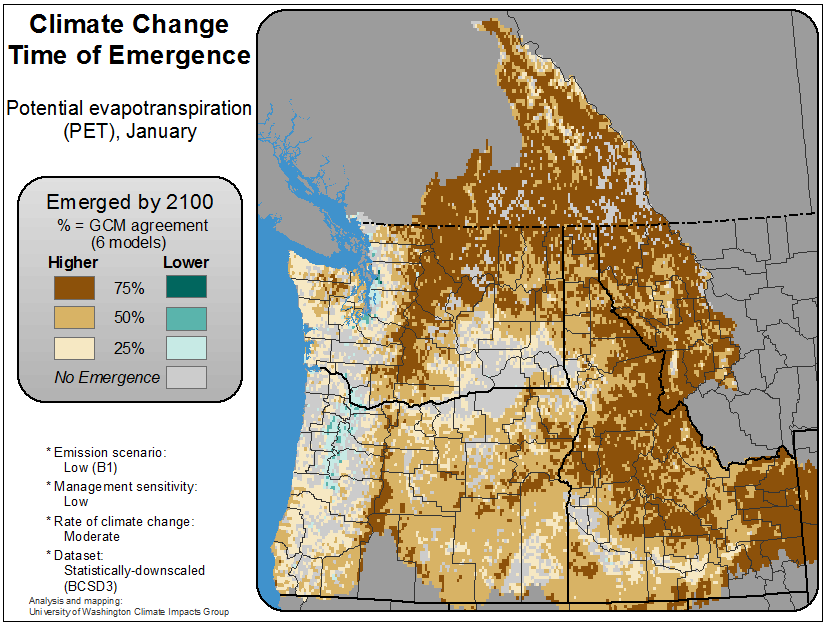 Climate Change
Time of Emergence
Potential evapotranspiration
(PET), January
Emerged by 2100
% = GCM agreement
(6 models)
Higher Lower
75%
50%
25%
No Emergence
* Emission scenario:
Low (B1)
* Management sensitivity:
Low
* Rate of climate change:
Moderate
* Dataset:
Statistically-downscaled
(BCSD3)
Analysis and mapping:
University of Washington Climate Impacts Group